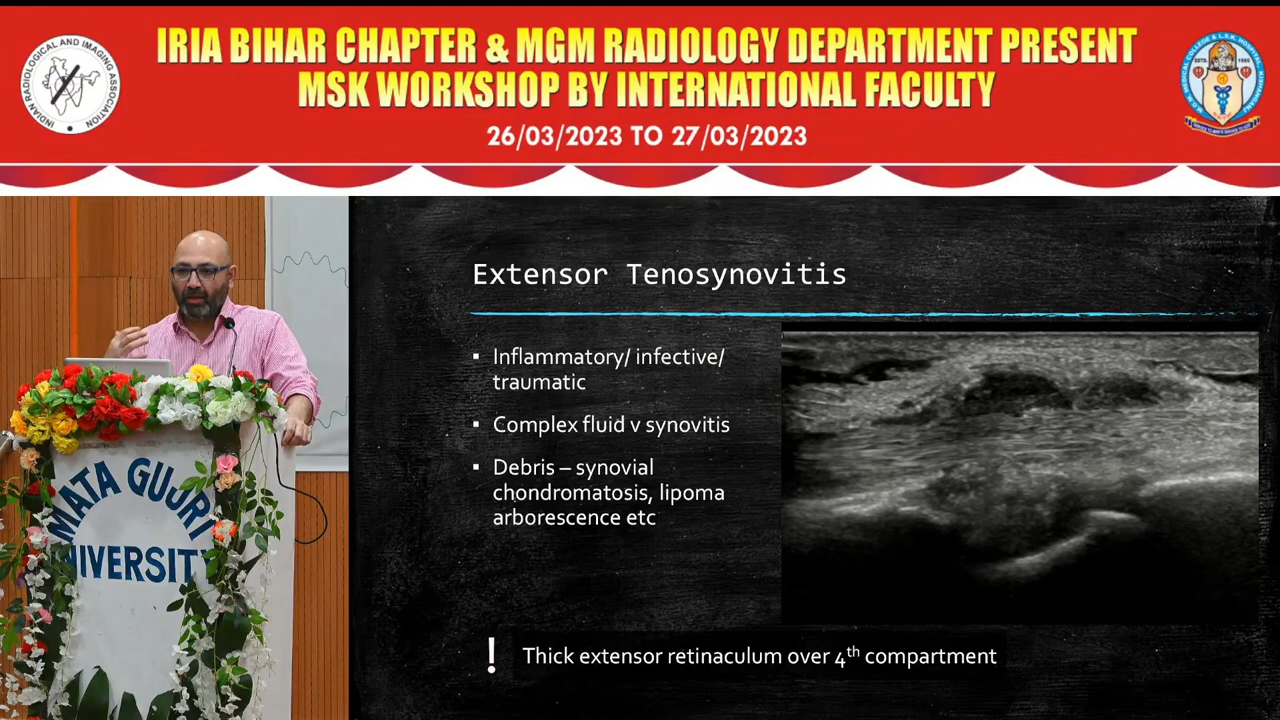 IRIA BIHAR CHAPTER & MGM RADIOLOGY DEPARTMENT PRESENT
MSK WORKSHOP BY INTERNATIONAL FACULTY
26/03/2023 TO 27/03/2023
INDIAN RADIOLOGICAL AND IMAGING ASSOCIATION
Extensor Tenosynovitis
▪ Inflammatory/ infective/
traumatic
▪ Complex fluid v synovitis
▪ Debris – synovial
chondromatosis, lipoma
arborescence etc
! Thick extensor retinaculum over 4th compartment
MATA GUJRI
UNIVERSITY